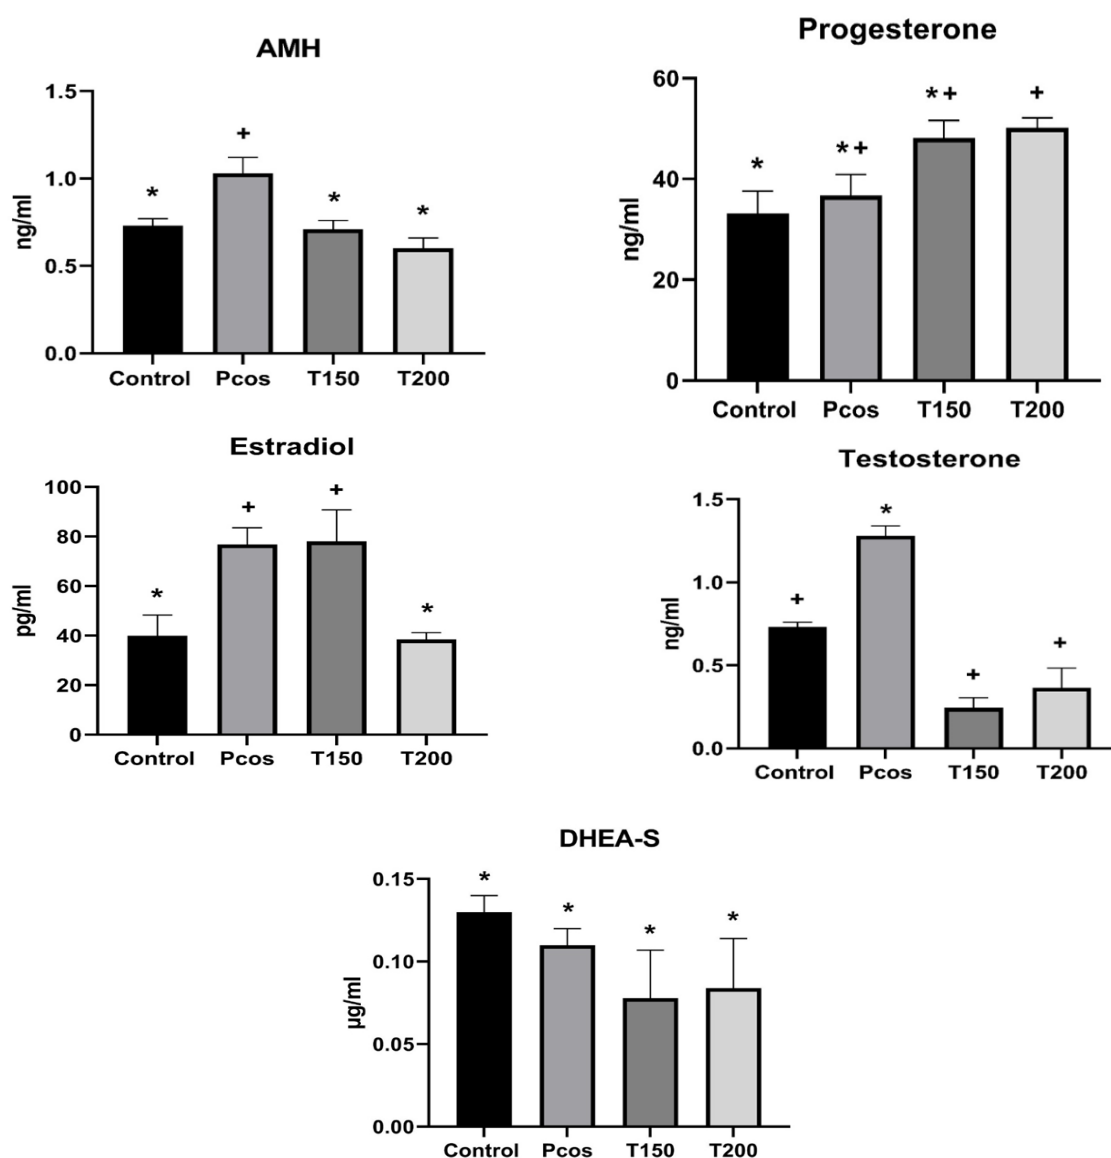 AMH
1.5
1.0
0.5
0.0
ng/ml
*
+
*
*
Control Pcos T150 T200
Progesterone
60
40
20
0
ng/ml
*
*+
*+
+
Control Pcos T150 T200
Estradiol
100
80
60
40
20
0
pg/ml
*
+
+
*
Control Pcos T150 T200
Testosterone
1.5
1.0
0.5
0.0
ng/ml
+
*
+
+
Control Pcos T150 T200
DHEA-S
0.15
0.10
0.05
0.00
µg/ml
*
*
*
*
Control Pcos T150 T200